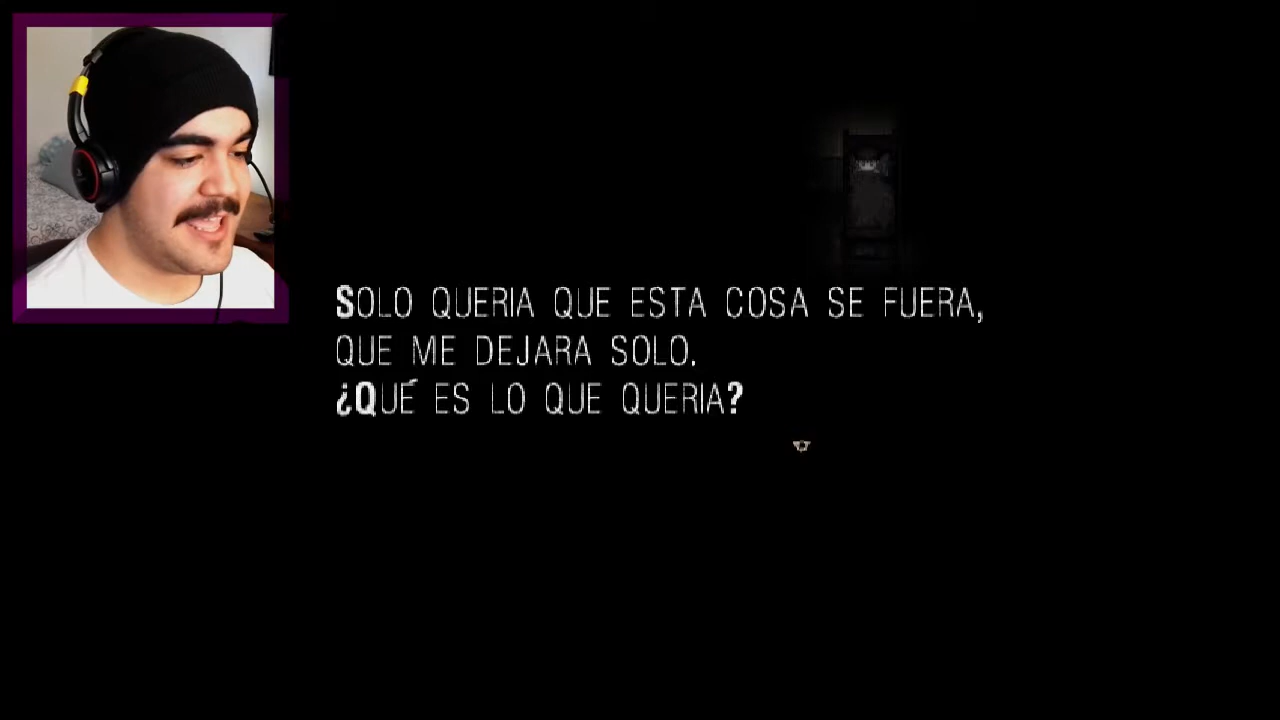 SOLO QUERIA QUE ESTA COSA SE FUERA,
QUE ME DEJARA SOLO.
¿QUÉ ES LO QUE QUERIA?